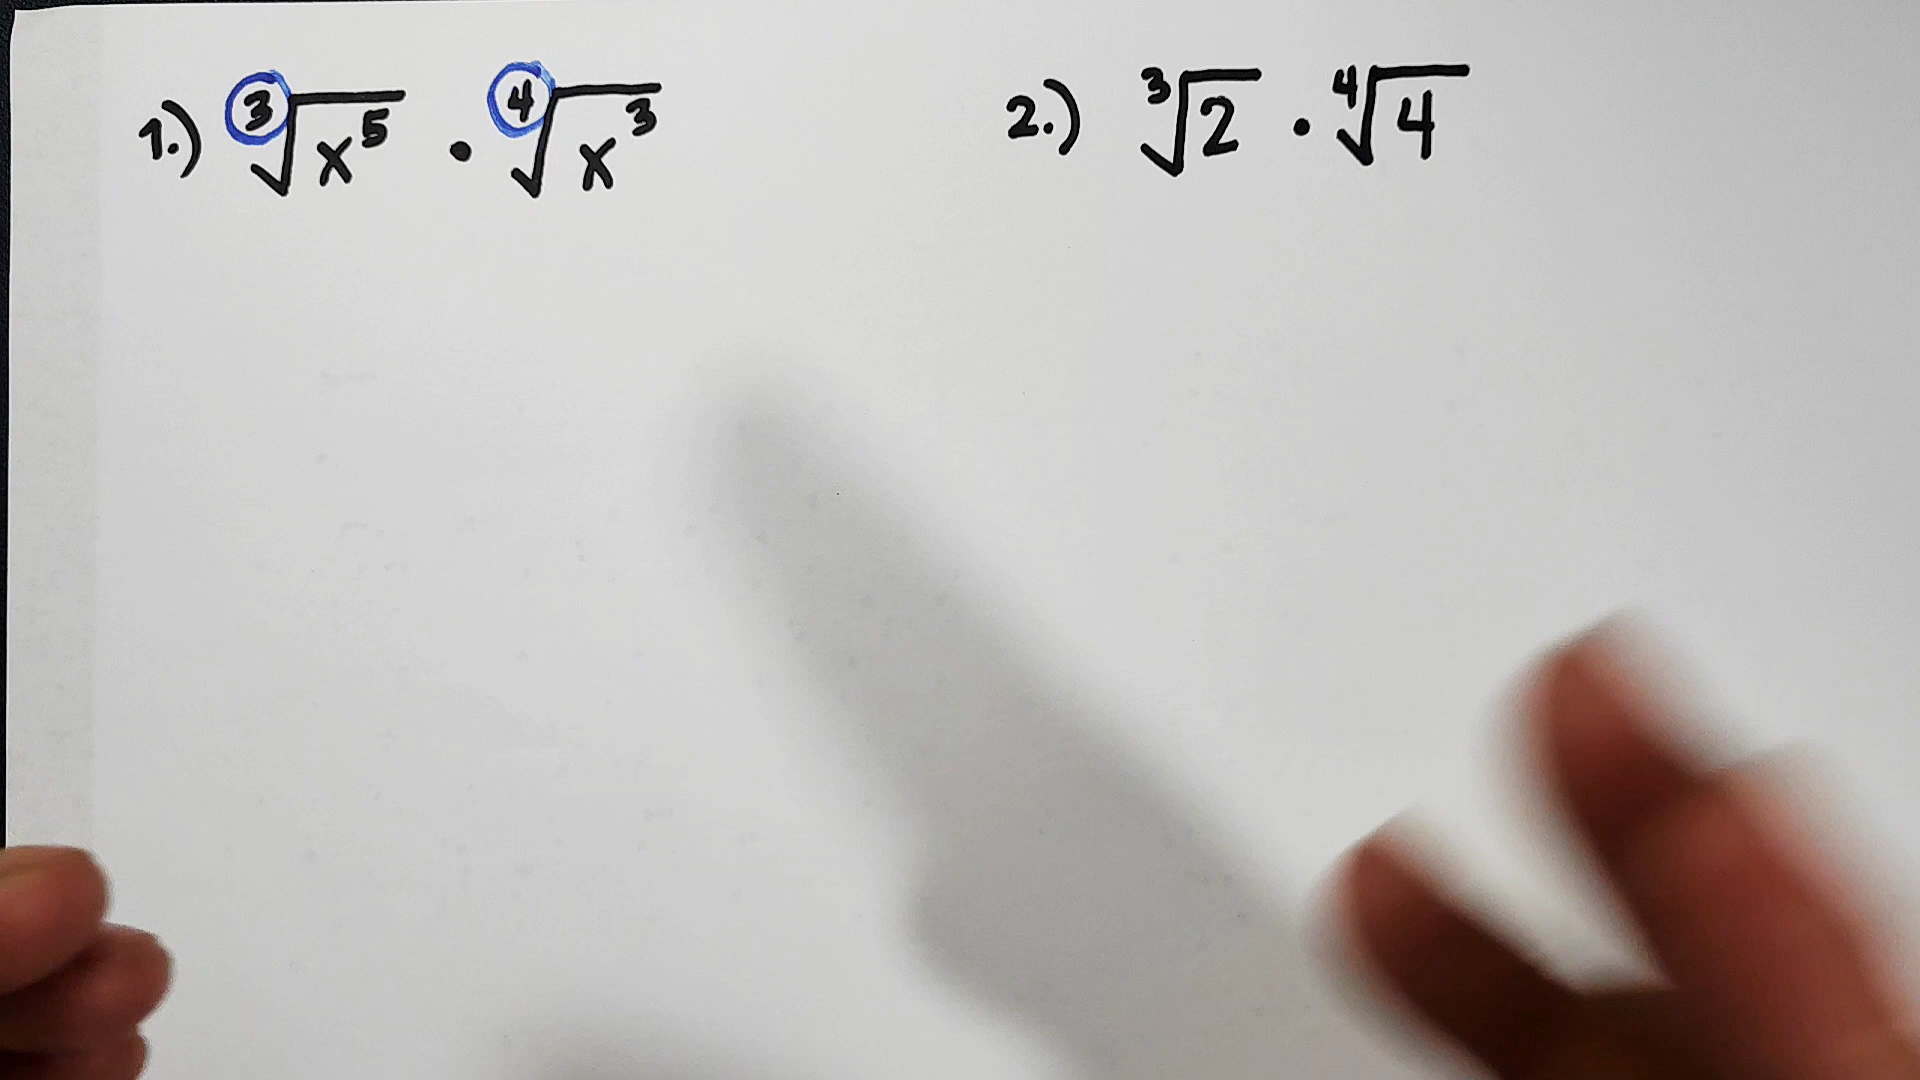 1.) ∛x⁵ · ∜x³
2.) ∛2 · ∜4